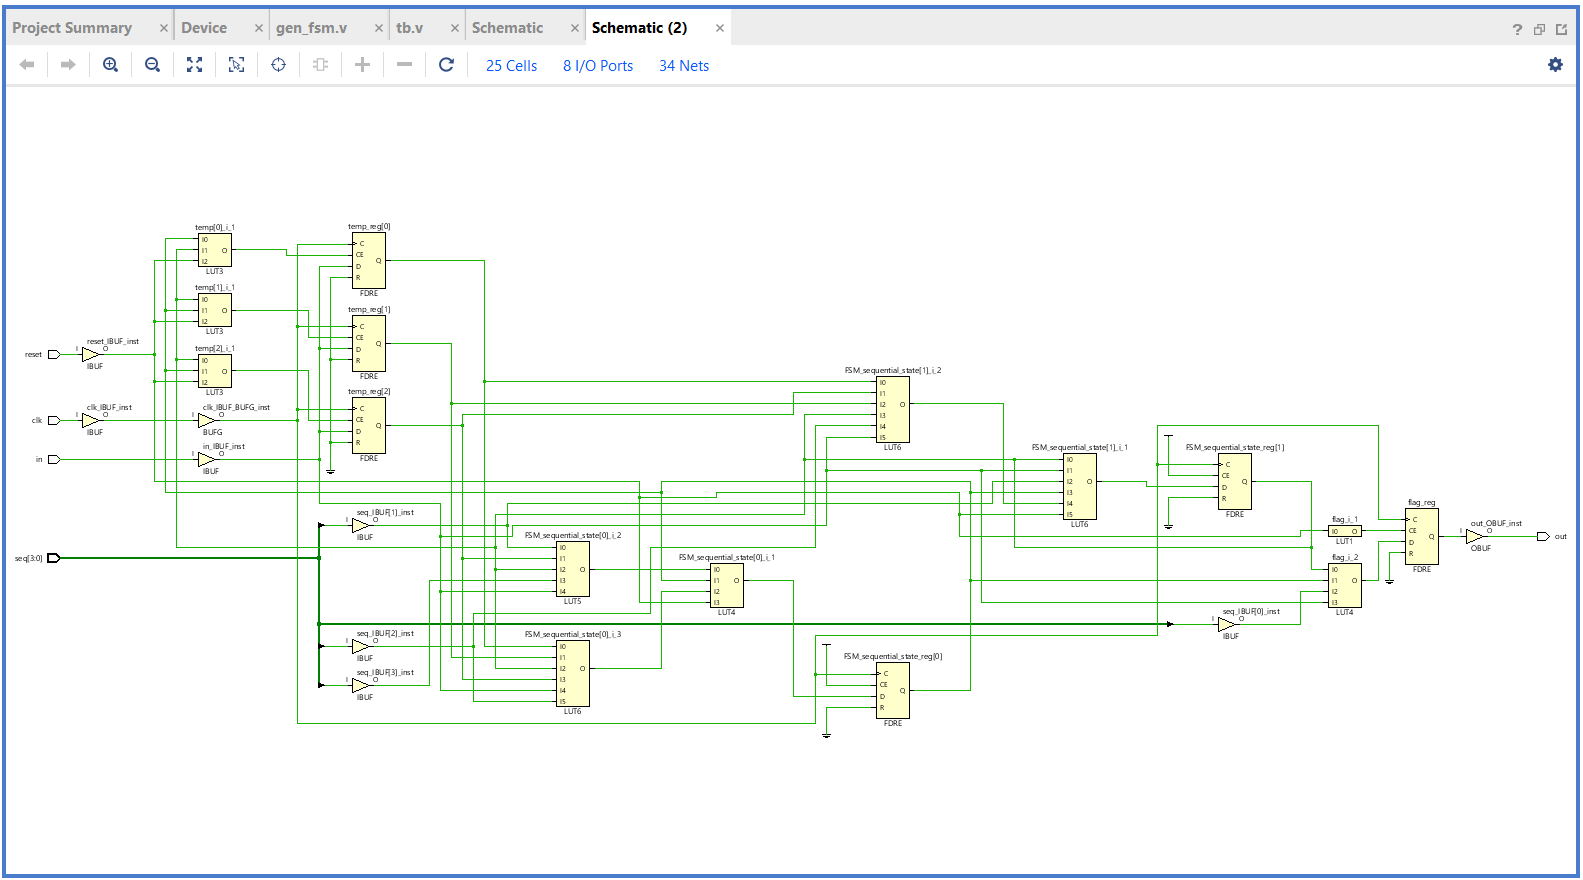 Project Summary × Device × gen_fsm.v × tb.v × Schematic × Schematic (2) × ?
25 Cells 8 I/O Ports 34 Nets
temp[0]_i_1
I0
I1 O
I2
LUT3
temp[1]_i_1
I0
I1 O
I2
LUT3
temp[2]_i_1
I0
I1 O
I2
LUT3
reset
reset_IBUF_inst
I O
IBUF
clk
clk_IBUF_inst
I O
IBUF
clk_IBUF_BUFG_inst
I O
BUFG
in
in_IBUF_inst
I O
IBUF
seq[3:0]
temp_reg[0]
C
CE
D Q
R
FDRE
temp_reg[1]
C
CE
D Q
R
FDRE
temp_reg[2]
C
CE
D Q
R
FDRE
seq_IBUF[1]_inst
I O
IBUF
seq_IBUF[2]_inst
I O
IBUF
seq_IBUF[3]_inst
I O
IBUF
FSM_sequential_state[0]_i_2
I0
I1
I2 O
I3
I4
LUT5
FSM_sequential_state[0]_i_3
I0
I1
I2 O
I3
I4
I5
LUT6
FSM_sequential_state[0]_i_1
I0
I1 O
I2
I3
LUT4
FSM_sequential_state[1]_i_2
I0
I1
I2 O
I3
I4
I5
LUT6
FSM_sequential_state_reg[0]
C
CE
D Q
R
FDRE
FSM_sequential_state[1]_i_1
I0
I1
I2 O
I3
I4
I5
LUT6
FSM_sequential_state_reg[1]
C
CE
D Q
R
FDRE
seq_IBUF[0]_inst
I O
IBUF
flag_i_1
I0 O
LUT1
flag_i_2
I0
I1 O
I2
I3
LUT4
flag_reg
C
CE
D Q
R
FDRE
out_OBUF_inst
I O
OBUF
out